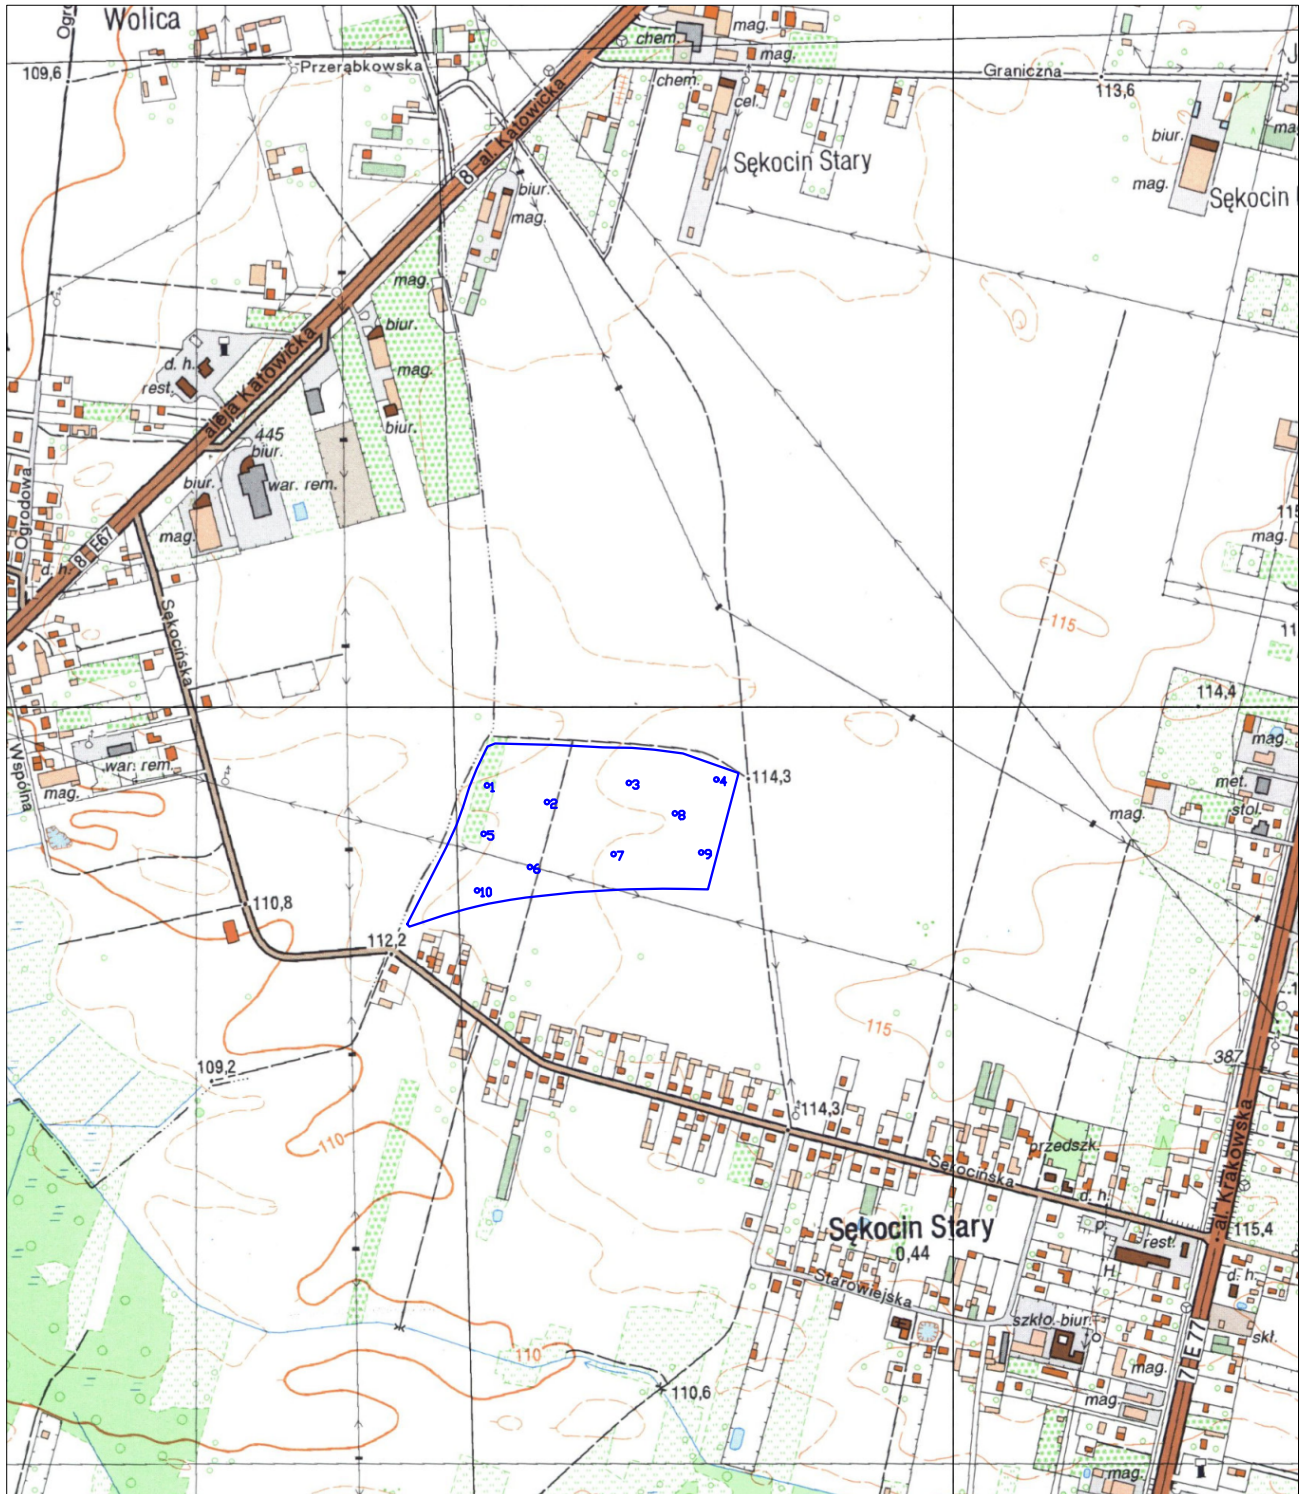 Wolica
Ogro
mag.
chem.
mag.
109,6
Przerąbkowska
Graniczna
chem.
cel.
113,6
J
8
al. Katowicka
biur.
ma
Sękocin Stary
biur.
mag.
mag.
Sękocin
mag.
biur.
d. h.
rest.
mag.
aleja Katowicka
biur.
445
biur.
biur.
war. rem.
Ogrodowa
mag.
115
mag.
8
E67
d. h.
Sękocińska
115
11
114,4
Wspólna
war. rem.
mag.
mag.
114,3
met.
stol.
mag.
1
2
3
4
5
6
7
8
9
10
110,8
112,2
115
387
109,2
114,3
110
przedszk.
Sękocińska
d. h.
al. Krakowska
p.
115,4
Sękocin Stary
0,44
rest.
H
d. h.
Starowiejska
szkło.
biur.
skł.
110
mag.
7
E77
110,6
mag.
mag.